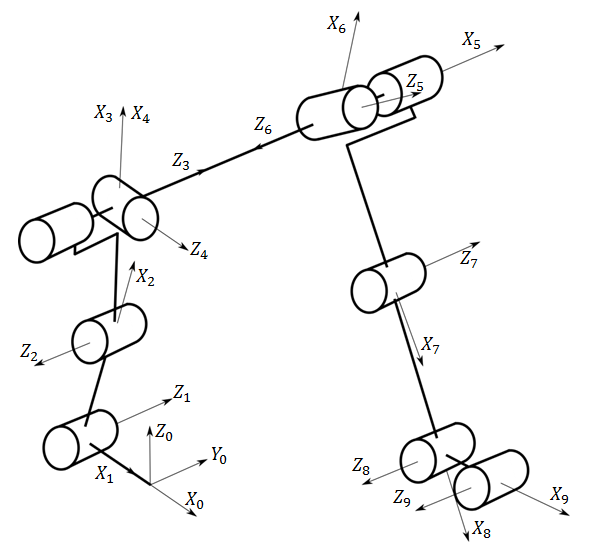 X₆
X₅
Z₅
X₃ X₄
Z₆
Z₃
Z₄
X₂
Z₇
Z₂
X₇
Z₁
Z₀
Y₀
X₁
X₀
Z₈
Z₉
X₉
X₈